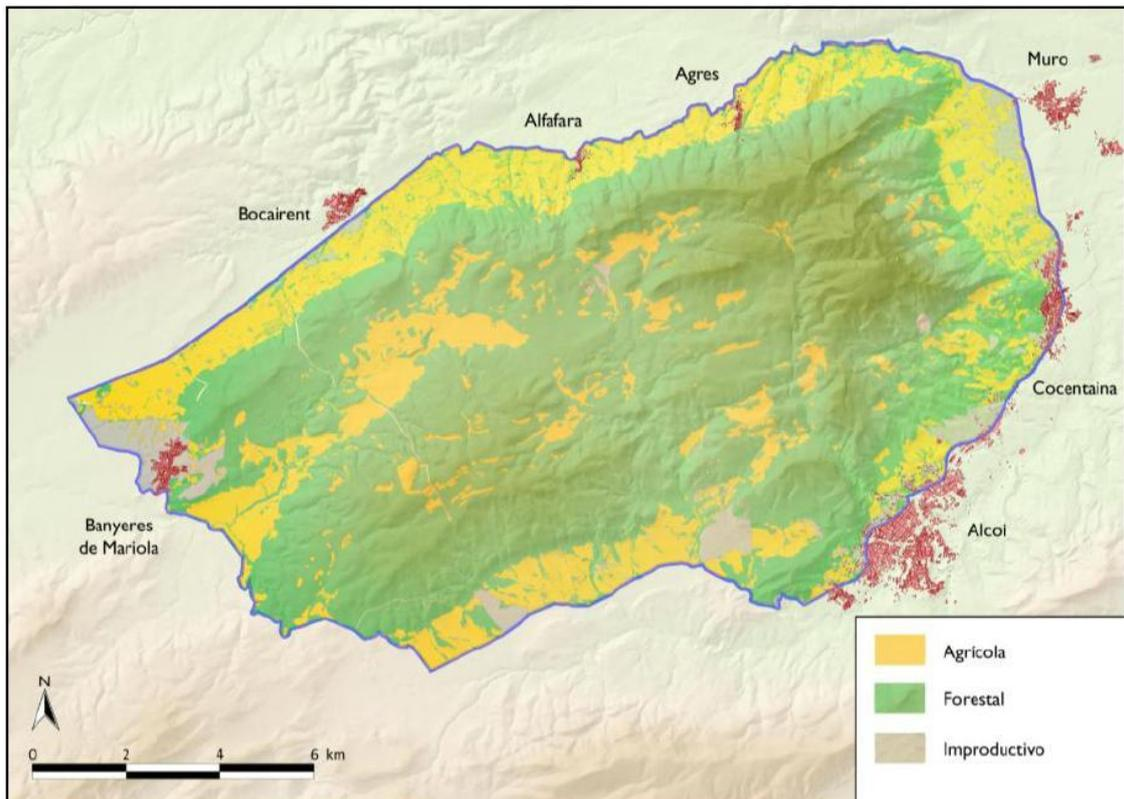 Muro
Agres
Alfafara
Bocairent
Cocentaina
Banyeres
de Mariola
Alcoi
Agrícola
Forestal
Improductivo
N
0 2 4 6 km